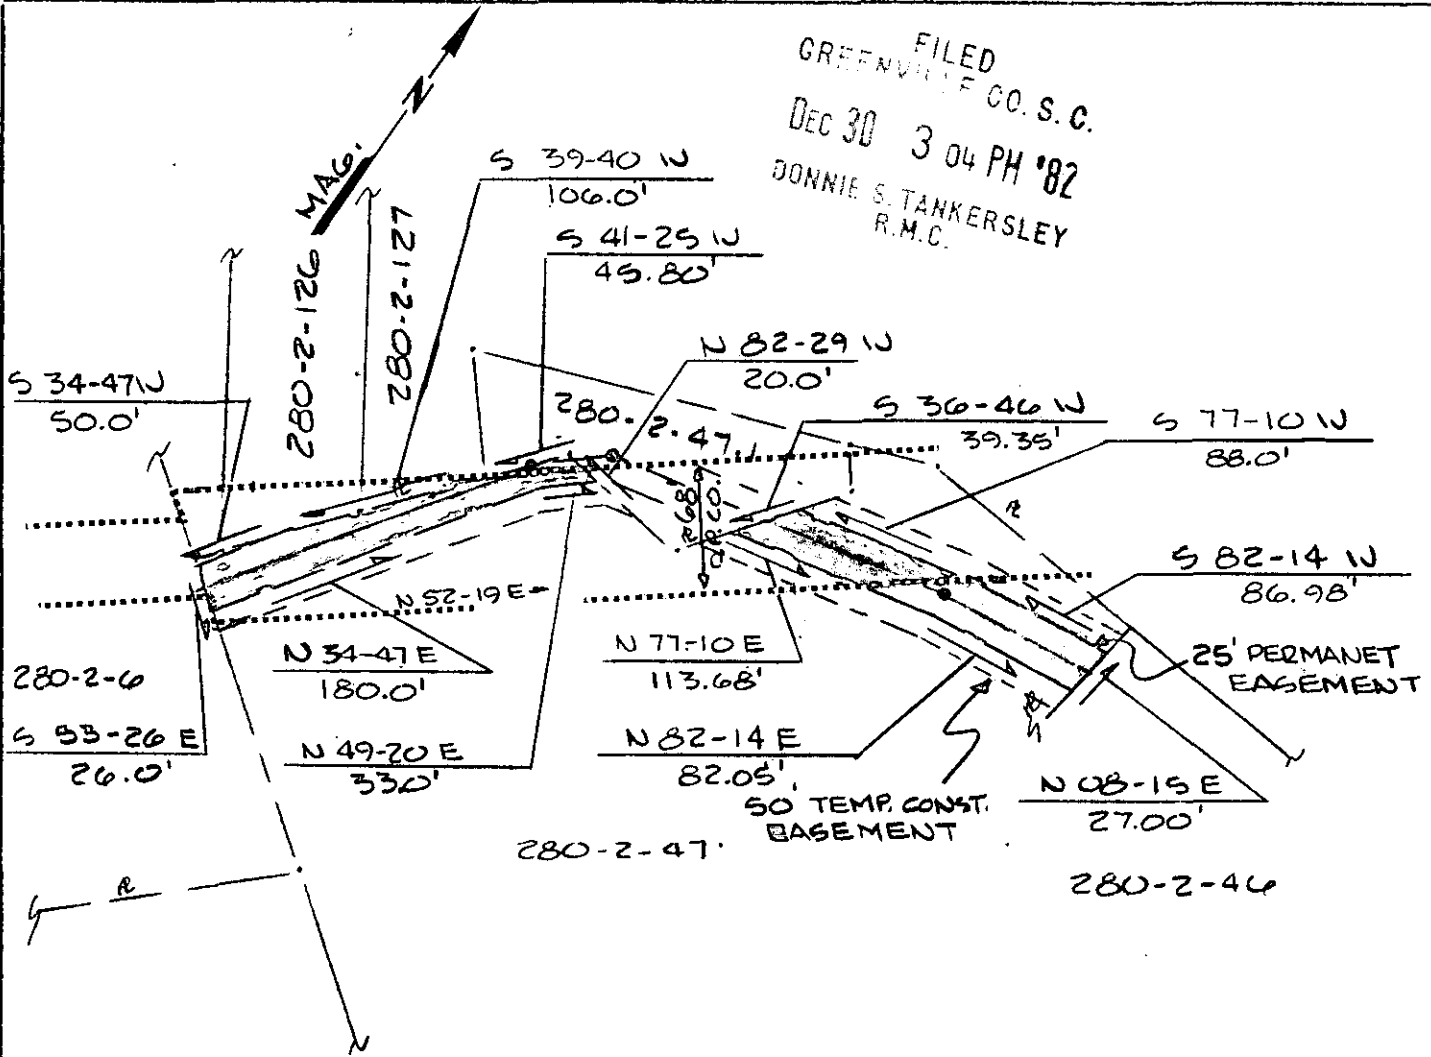 FILED
GREENVILLE CO. S. C.
DEC 30 3 04 PH '82
DONNIE S. TANKERSLEY
R.M.C.
MAG. N
280-2-126
280-2-127
S 39-40 W
106.0'
S 41-25 W
45.80'
N 82-29 W
20.0'
S 34-47 W
50.0'
280-2-47.1
S 36-46 W
39.35'
S 77-10 W
88.0'
68'
S 82-14 W
86.98'
25' PERMANET
EASEMENT
N 52-19 E
N 34-47 E
180.0'
N 77-10 E
113.68'
280-2-6
26.0'
N 49-20 E
33.0'
N 82-14 E
82.05'
50' TEMP. CONST.
EASEMENT
N 08-15 E
27.00'
280-2-47
280-2-46